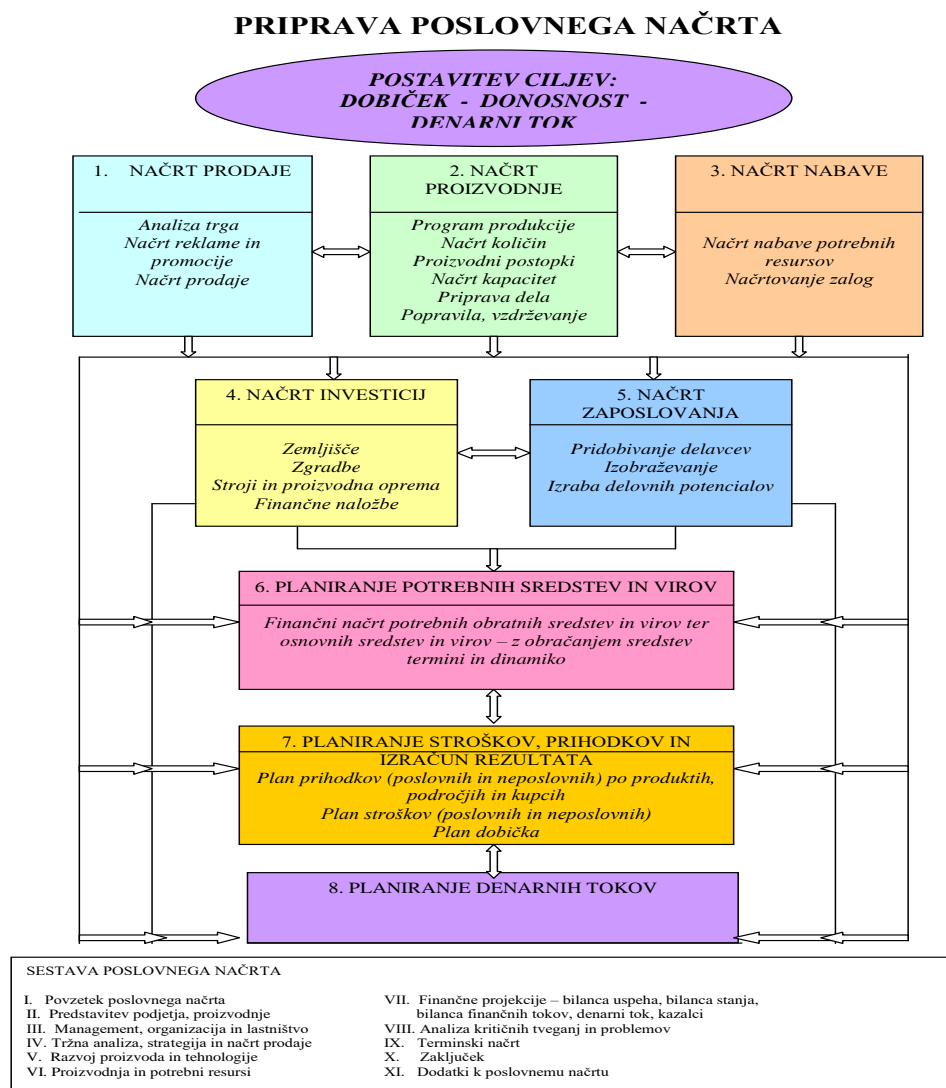 PRIPRAVA POSLOVNEGA NAČRTA
POSTAVITEV CILJEV:
DOBIČEK - DONOSNOST -
DENARNI TOK
1. NAČRT PRODAJE
Analiza trga
Načrt reklame in
promocije
Načrt prodaje
2. NAČRT
PROIZVODNJE
Program produkcije
Načrt količin
Proizvodni postopki
Načrt kapacitet
Priprava dela
Popravila, vzdrževanje
3. NAČRT NABAVE
Načrt nabave potrebnih
resursov
Načrtovanje zalog
4. NAČRT INVESTICIJ
Zemljišče
Zgradbe
Stroji in proizvodna oprema
Finančne naložbe
5. NAČRT
ZAPOSLOVANJA
Pridobivanje delavcev
Izobraževanje
Izraba delovnih potencialov
6. PLANIRANJE POTREBNIH SREDSTEV IN VIROV
Finančni načrt potrebnih obratnih sredstev in virov ter
osnovnih sredstev in virov – z obračanjem sredstev
termini in dinamiko
7. PLANIRANJE STROŠKOV, PRIHODKOV IN
IZRAČUN REZULTATA
Plan prihodkov (poslovnih in neposlovnih) po produktih,
področjih in kupcih
Plan stroškov (poslovnih in neposlovnih)
Plan dobička
8. PLANIRANJE DENARNIH TOKOV
SESTAVA POSLOVNEGA NAČRTA
I. Povzetek poslovnega načrta
II. Predstavitev podjetja, proizvodnje
III. Management, organizacija in lastništvo
IV. Tržna analiza, strategija in načrt prodaje
V. Razvoj proizvoda in tehnologije
VI. Proizvodnja in potrebni resursi
VII. Finančne projekcije – bilanca uspeha, bilanca stanja,
bilanca finančnih tokov, denarni tok, kazalci
VIII. Analiza kritičnih tveganj in problemov
IX. Terminski načrt
X. Zaključek
XI. Dodatki k poslovnemu načrtu